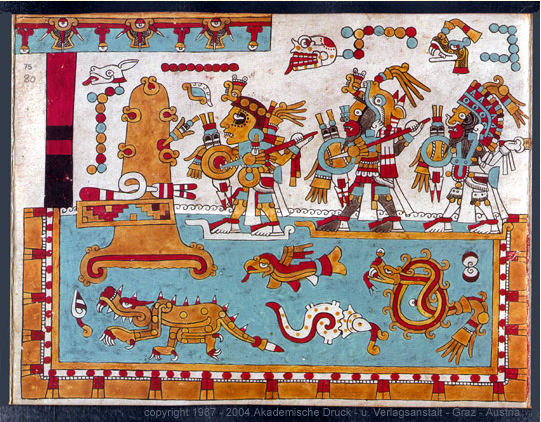 75
80
copyright 1987 - 2004 Akademische Druck - u. Verlagsanstalt - Graz - Austria